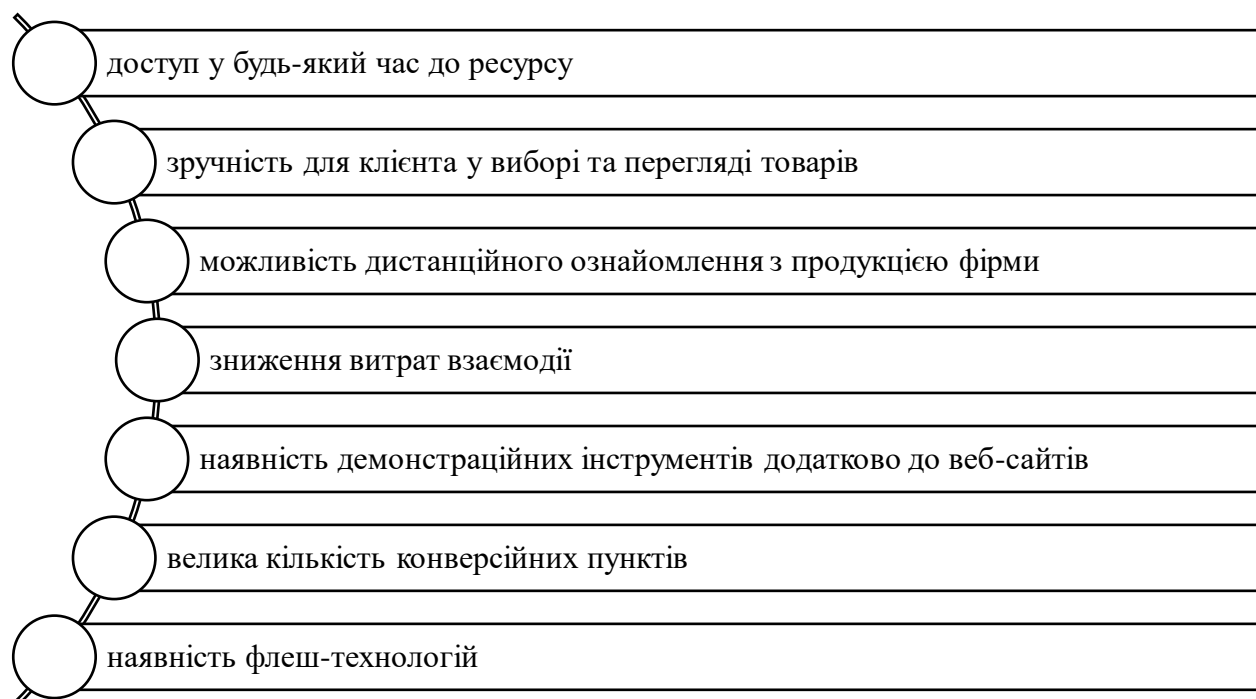 доступ у будь-який час до ресурсу
зручність для клієнта у виборі та перегляді товарів
можливість дистанційного ознайомлення з продукцією фірми
зниження витрат взаємодії
наявність демонстраційних інструментів додатково до веб-сайтів
велика кількість конверсійних пунктів
наявність флеш-технологій